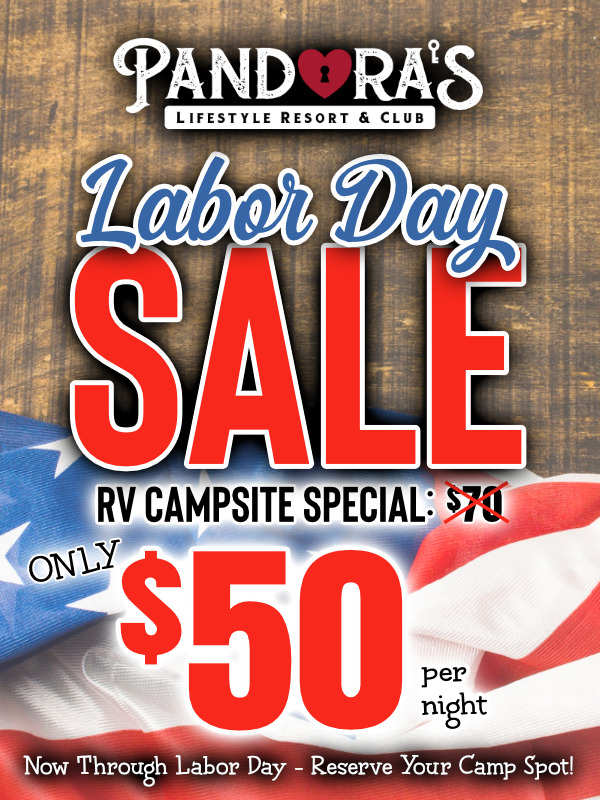 PANDORA'S
LIFESTYLE RESORT & CLUB
Labor Day
SALE
RV CAMPSITE SPECIAL: $70
ONLY
$50
per
night
Now Through Labor Day - Reserve Your Camp Spot!